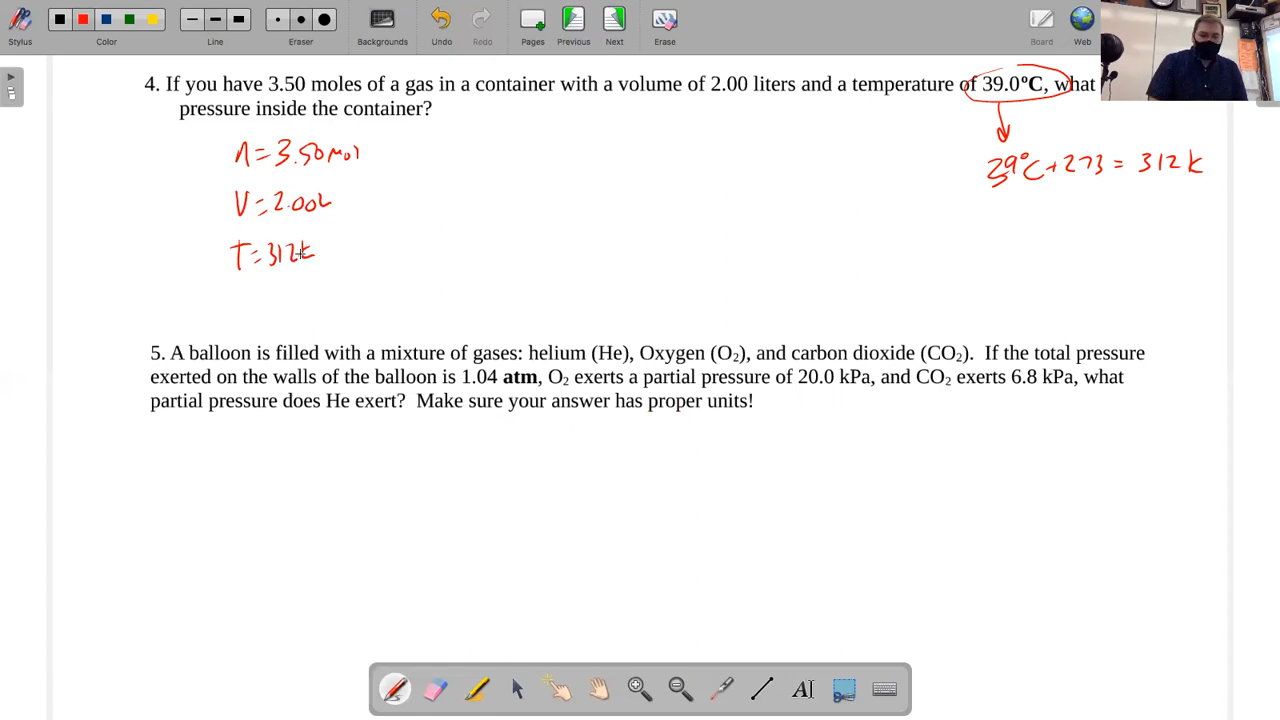 Stylus
Color
Line
Eraser
Backgrounds
Undo
Redo
Pages
Previous
Next
Erase
Board
Web
4. If you have 3.50 moles of a gas in a container with a volume of 2.00 liters and a temperature of 39.0°C, what
pressure inside the container?
n = 3.50 mol
39°C + 273 = 312 K
V = 2.00L
T = 312K
5. A balloon is filled with a mixture of gases: helium (He), Oxygen (O₂), and carbon dioxide (CO₂). If the total pressure
exerted on the walls of the balloon is 1.04 atm, O₂ exerts a partial pressure of 20.0 kPa, and CO₂ exerts 6.8 kPa, what
partial pressure does He exert? Make sure your answer has proper units!